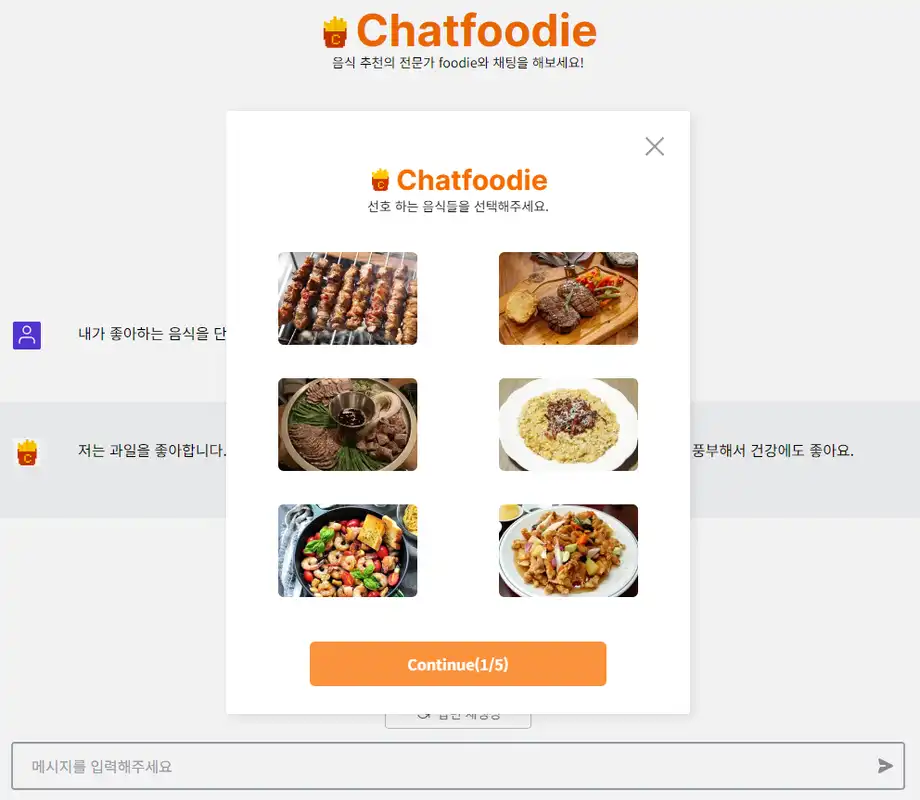 Chatfoodie
음식 추천의 전문가 foodie와 채팅을 해보세요!
Chatfoodie
선호 하는 음식들을 선택해주세요.
내가 좋아하는 음식을 단
저는 과일을 좋아합니다.
풍부해서 건강에도 좋아요.
Continue(1/5)
메시지를 입력해주세요